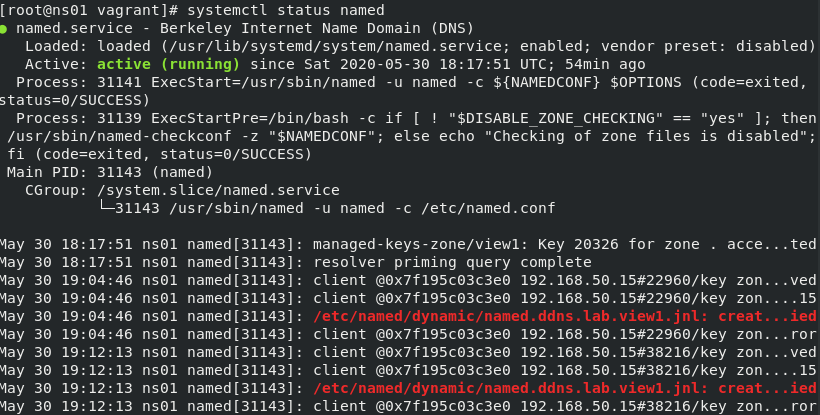 [root@ns01 vagrant]# systemctl status named
● named.service - Berkeley Internet Name Domain (DNS)
   Loaded: loaded (/usr/lib/systemd/system/named.service; enabled; vendor preset: disabled)
   Active: active (running) since Sat 2020-05-30 18:17:51 UTC; 54min ago
  Process: 31141 ExecStart=/usr/sbin/named -u named -c ${NAMEDCONF} $OPTIONS (code=exited,
status=0/SUCCESS)
  Process: 31139 ExecStartPre=/bin/bash -c if [ ! "$DISABLE_ZONE_CHECKING" == "yes" ]; then
 /usr/sbin/named-checkconf -z "$NAMEDCONF"; else echo "Checking of zone files is disabled";
 fi (code=exited, status=0/SUCCESS)
 Main PID: 31143 (named)
   CGroup: /system.slice/named.service
           └─31143 /usr/sbin/named -u named -c /etc/named.conf

May 30 18:17:51 ns01 named[31143]: managed-keys-zone/view1: Key 20326 for zone . acce...ted
May 30 18:17:51 ns01 named[31143]: resolver priming query complete
May 30 19:04:46 ns01 named[31143]: client @0x7f195c03c3e0 192.168.50.15#22960/key zon...ved
May 30 19:04:46 ns01 named[31143]: client @0x7f195c03c3e0 192.168.50.15#22960/key zon....15
May 30 19:04:46 ns01 named[31143]: /etc/named/dynamic/named.ddns.lab.view1.jnl: creat...ied
May 30 19:04:46 ns01 named[31143]: client @0x7f195c03c3e0 192.168.50.15#22960/key zon...ror
May 30 19:12:13 ns01 named[31143]: client @0x7f195c03c3e0 192.168.50.15#38216/key zon...ved
May 30 19:12:13 ns01 named[31143]: client @0x7f195c03c3e0 192.168.50.15#38216/key zon....15
May 30 19:12:13 ns01 named[31143]: /etc/named/dynamic/named.ddns.lab.view1.jnl: creat...ied
May 30 19:12:13 ns01 named[31143]: client @0x7f195c03c3e0 192.168.50.15#38216/key zon...ror